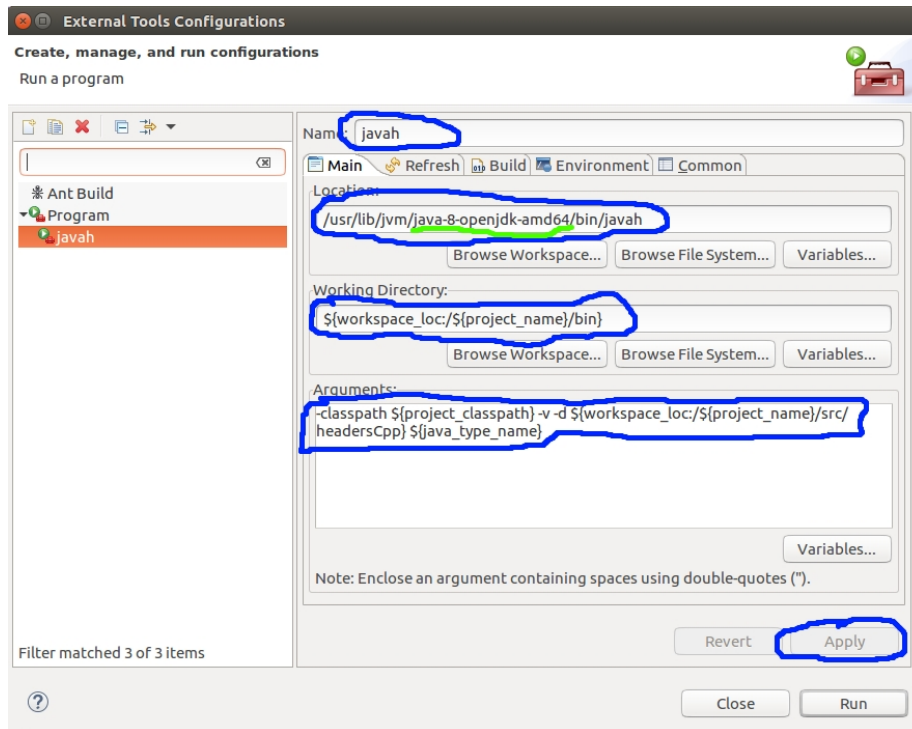 External Tools Configurations
Create, manage, and run configurations
Run a program
Name: javah
Main Refresh Build Environment Common
Ant Build
Program
javah
Location:
/usr/lib/jvm/java-8-openjdk-amd64/bin/javah
Browse Workspace... Browse File System... Variables...
Working Directory:
${workspace_loc:/${project_name}/bin}
Browse Workspace... Browse File System... Variables...
Arguments:
-classpath ${project_classpath} -v -d ${workspace_loc:/${project_name}/src/
headersCpp} ${java_type_name}
Variables...
Note: Enclose an argument containing spaces using double-quotes (").
Filter matched 3 of 3 items
Revert Apply
Close Run